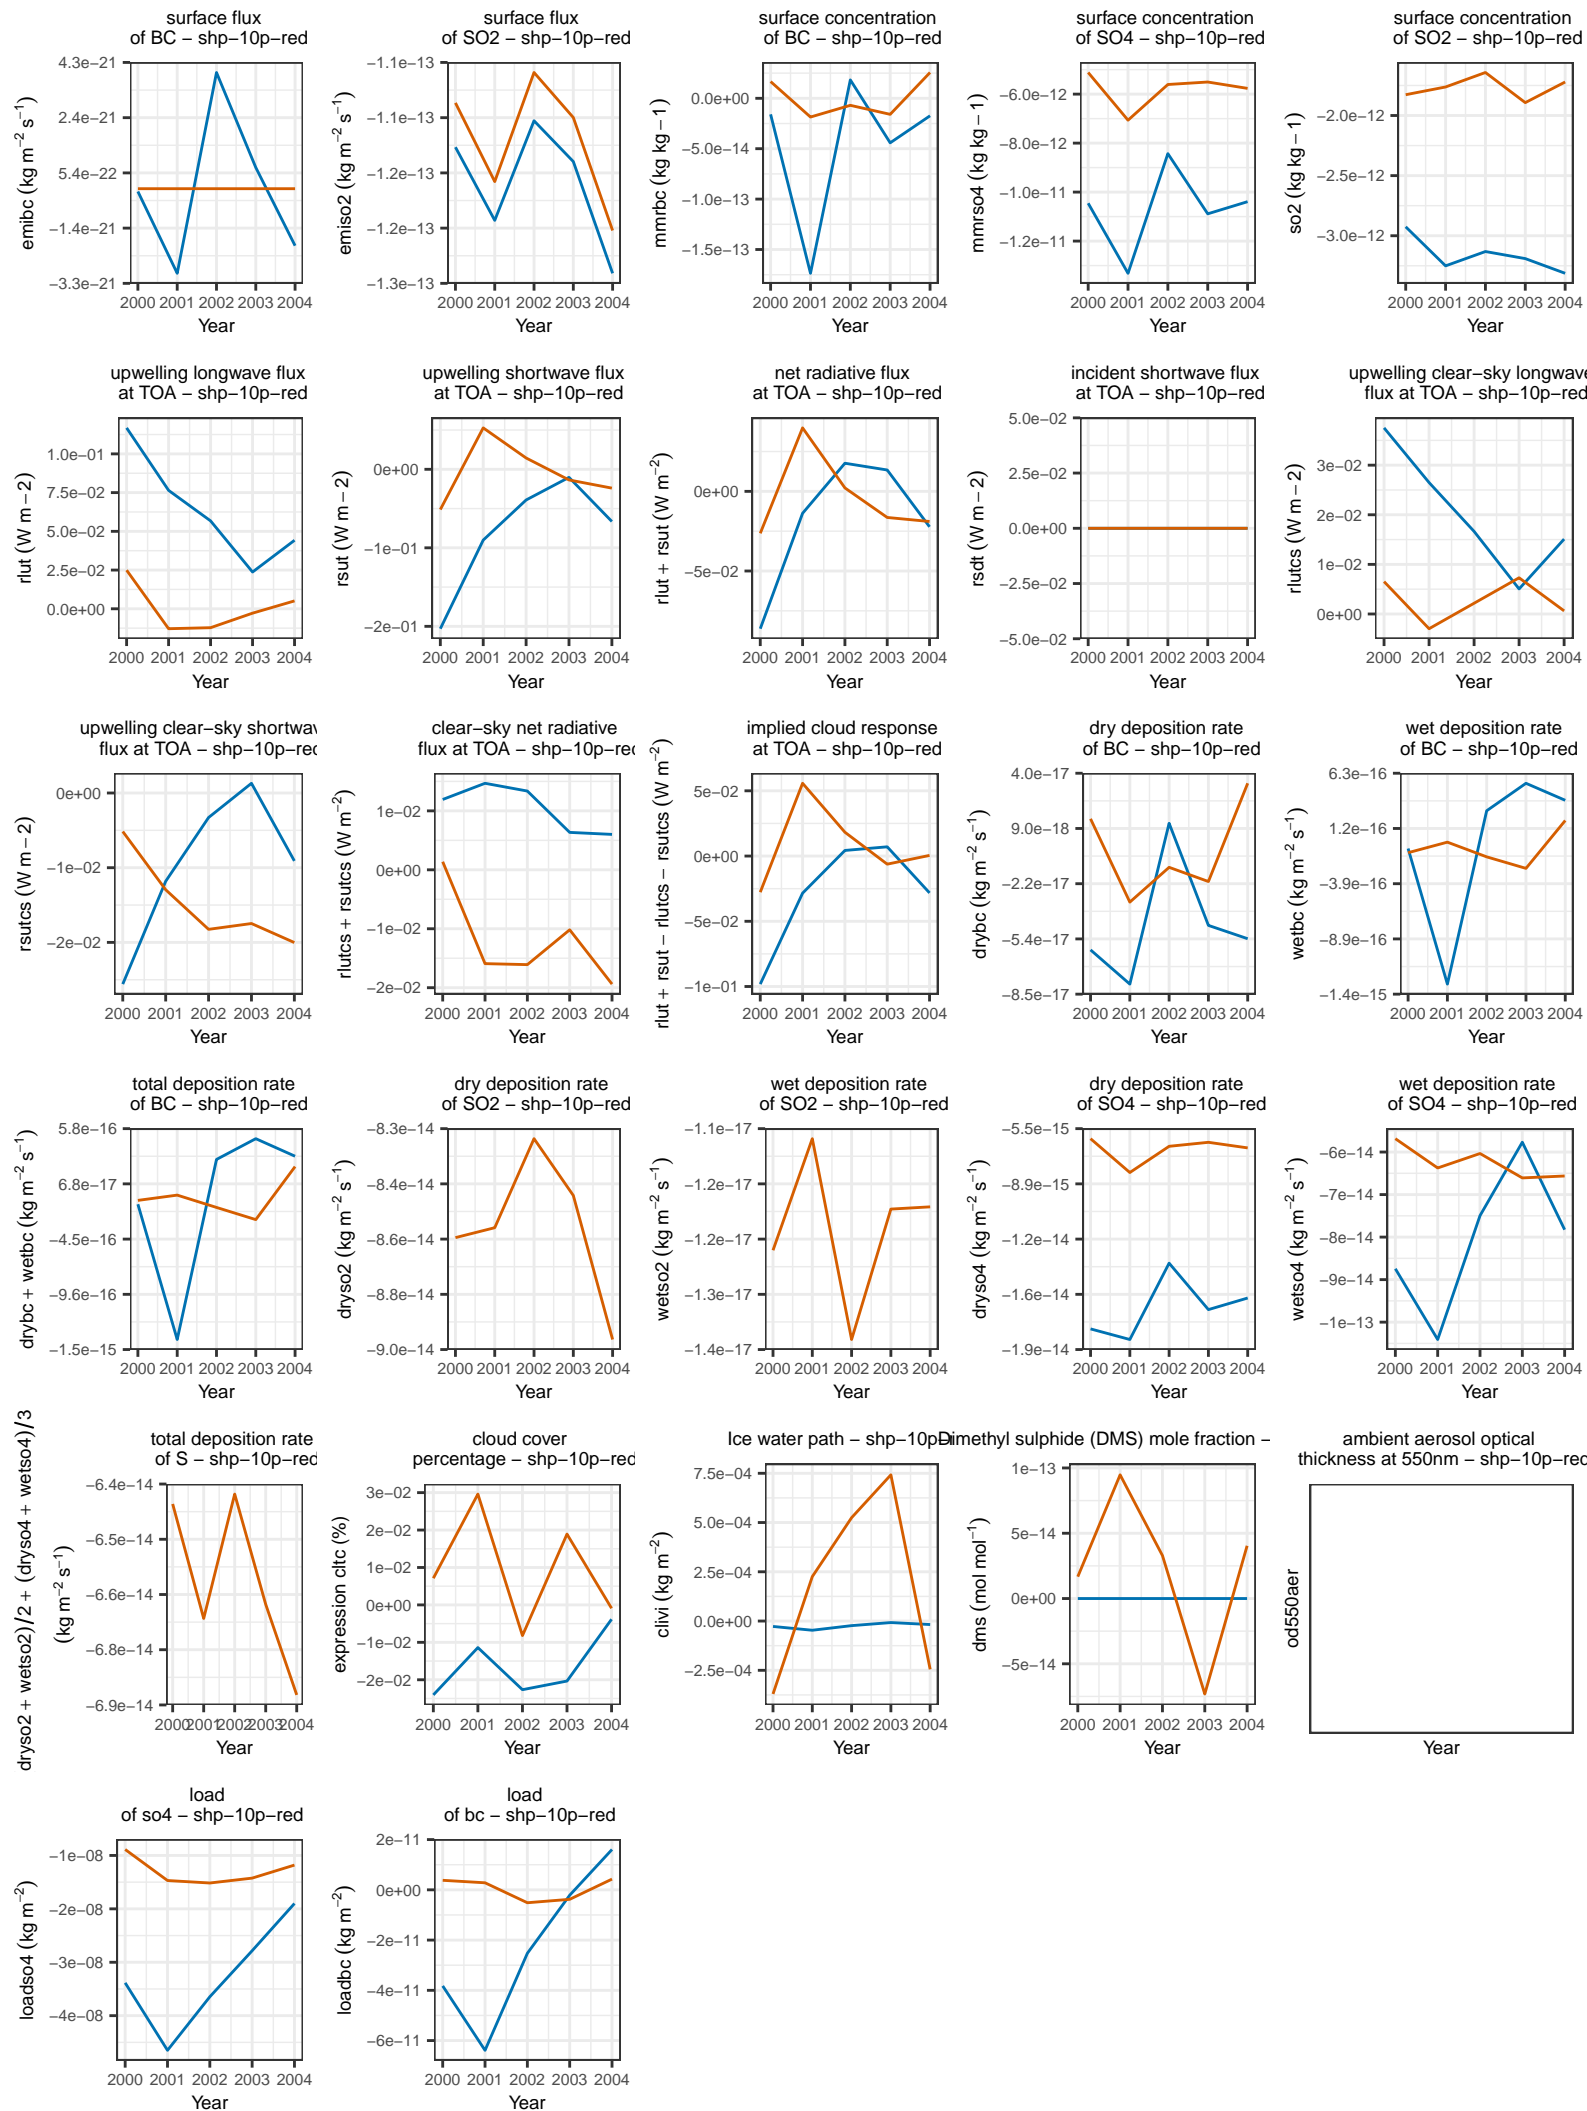 surface flux
of BC − shp−10p−red
surface flux
of SO2 − shp−10p−red
surface concentration
of BC − shp−10p−red
surface concentration
of SO4 − shp−10p−red
surface concentration
of SO2 − shp−10p−red
emibc (kg m−2 s−1)
4.3e−21
2.4e−21
5.4e−22
−1.4e−21
−3.3e−21
2000 2001 2002 2003 2004
Year
emiso2 (kg m−2 s−1)
−1.1e−13
−1.1e−13
−1.2e−13
−1.2e−13
−1.3e−13
2000 2001 2002 2003 2004
Year
mmrbc (kg kg − 1)
0.0e+00
−5.0e−14
−1.0e−13
−1.5e−13
2000 2001 2002 2003 2004
Year
mmrso4 (kg kg − 1)
−6.0e−12
−8.0e−12
−1.0e−11
−1.2e−11
2000 2001 2002 2003 2004
Year
so2 (kg kg − 1)
−2.0e−12
−2.5e−12
−3.0e−12
2000 2001 2002 2003 2004
Year
upwelling longwave flux
at TOA − shp−10p−red
upwelling shortwave flux
at TOA − shp−10p−red
net radiative flux
at TOA − shp−10p−red
incident shortwave flux
at TOA − shp−10p−red
upwelling clear−sky longwave
flux at TOA − shp−10p−red
rlut (W m − 2)
1.0e−01
7.5e−02
5.0e−02
2.5e−02
0.0e+00
2000 2001 2002 2003 2004
Year
rsut (W m − 2)
0e+00
−1e−01
−2e−01
2000 2001 2002 2003 2004
Year
rlut + rsut (W m−2)
0e+00
−5e−02
2000 2001 2002 2003 2004
Year
rsdt (W m − 2)
5.0e−02
2.5e−02
0.0e+00
−2.5e−02
−5.0e−02
2000 2001 2002 2003 2004
Year
rlutcs (W m − 2)
3e−02
2e−02
1e−02
0e+00
2000 2001 2002 2003 2004
Year
upwelling clear−sky shortwav
flux at TOA − shp−10p−red
clear−sky net radiative
flux at TOA − shp−10p−red
implied cloud response
at TOA − shp−10p−red
dry deposition rate
of BC − shp−10p−red
wet deposition rate
of BC − shp−10p−red
rsutcs (W m − 2)
0e+00
−1e−02
−2e−02
2000 2001 2002 2003 2004
Year
rlutcs + rsutcs (W m−2)
1e−02
0e+00
−1e−02
−2e−02
2000 2001 2002 2003 2004
Year
rlut + rsut − rlutcs − rsutcs (W m−2)
5e−02
0e+00
−5e−02
−1e−01
2000 2001 2002 2003 2004
Year
drybc (kg m−2 s−1)
4.0e−17
9.0e−18
−2.2e−17
−5.4e−17
−8.5e−17
2000 2001 2002 2003 2004
Year
wetbc (kg m−2 s−1)
6.3e−16
1.2e−16
−3.9e−16
−8.9e−16
−1.4e−15
2000 2001 2002 2003 2004
Year
total deposition rate
of BC − shp−10p−red
dry deposition rate
of SO2 − shp−10p−red
wet deposition rate
of SO2 − shp−10p−red
dry deposition rate
of SO4 − shp−10p−red
wet deposition rate
of SO4 − shp−10p−red
drybc + wetbc (kg m−2 s−1)
5.8e−16
6.8e−17
−4.5e−16
−9.6e−16
−1.5e−15
2000 2001 2002 2003 2004
Year
dryso2 (kg m−2 s−1)
−8.3e−14
−8.4e−14
−8.6e−14
−8.8e−14
−9.0e−14
2000 2001 2002 2003 2004
Year
wetso2 (kg m−2 s−1)
−1.1e−17
−1.2e−17
−1.2e−17
−1.3e−17
−1.4e−17
2000 2001 2002 2003 2004
Year
dryso4 (kg m−2 s−1)
−5.5e−15
−8.9e−15
−1.2e−14
−1.6e−14
−1.9e−14
2000 2001 2002 2003 2004
Year
wetso4 (kg m−2 s−1)
−6e−14
−7e−14
−8e−14
−9e−14
−1e−13
2000 2001 2002 2003 2004
Year
total deposition rate
of S − shp−10p−red
cloud cover
percentage − shp−10p−red
Ice water path − shp−10p−
Dimethyl sulphide (DMS) mole fraction −
ambient aerosol optical
thickness at 550nm − shp−10p−red
dryso2 + wetso2)/2 + (dryso4 + wetso4)/3
(kg m−2 s−1)
−6.4e−14
−6.5e−14
−6.6e−14
−6.8e−14
−6.9e−14
2000 2001 2002 2003 2004
Year
expression cltc (%)
3e−02
2e−02
1e−02
0e+00
−1e−02
−2e−02
2000 2001 2002 2003 2004
Year
clivi (kg m−2)
7.5e−04
5.0e−04
2.5e−04
0.0e+00
−2.5e−04
2000 2001 2002 2003 2004
Year
dms (mol mol−1)
1e−13
5e−14
0e+00
−5e−14
2000 2001 2002 2003 2004
Year
od550aer
Year
load
of so4 − shp−10p−red
load
of bc − shp−10p−red
loadso4 (kg m−2)
−1e−08
−2e−08
−3e−08
−4e−08
2000 2001 2002 2003 2004
Year
loadbc (kg m−2)
2e−11
0e+00
−2e−11
−4e−11
−6e−11
2000 2001 2002 2003 2004
Year